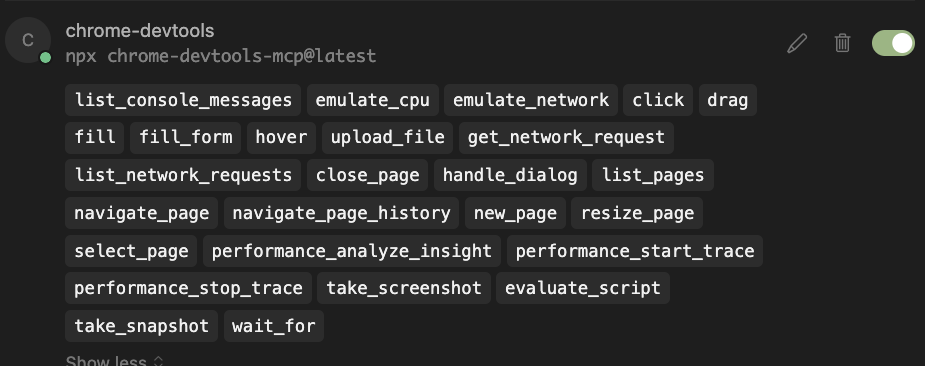 C
chrome-devtools
npx chrome-devtools-mcp@latest
list_console_messages emulate_cpu emulate_network click drag
fill fill_form hover upload_file get_network_request
list_network_requests close_page handle_dialog list_pages
navigate_page navigate_page_history new_page resize_page
select_page performance_analyze_insight performance_start_trace
performance_stop_trace take_screenshot evaluate_script
take_snapshot wait_for
Show less